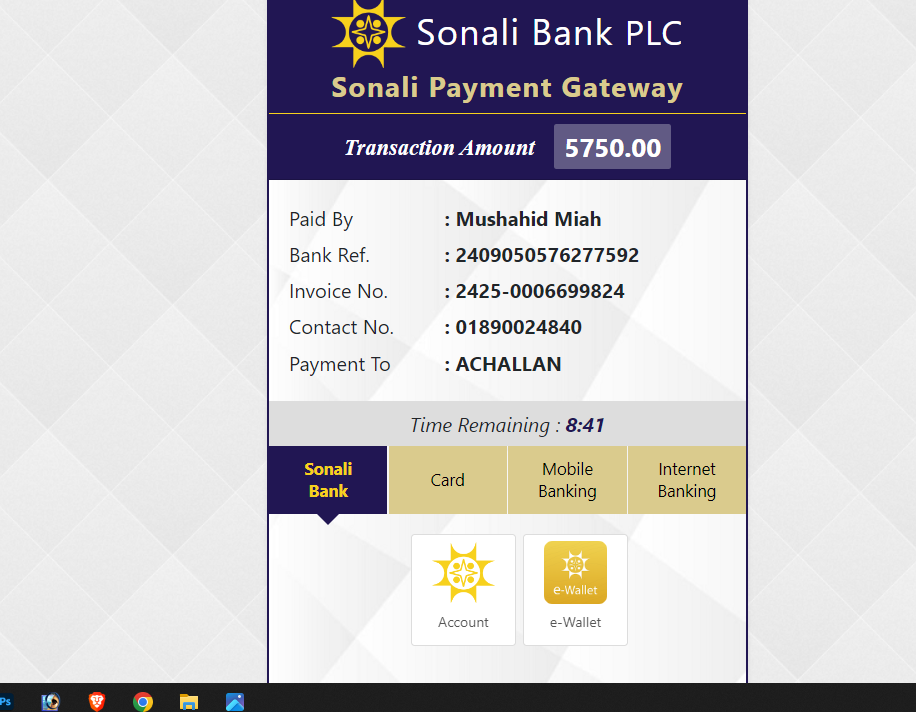 Sonali Bank PLC
Sonali Payment Gateway
Transaction Amount 5750.00
Paid By : Mushahid Miah
Bank Ref. : 2409050576277592
Invoice No. : 2425-0006699824
Contact No. : 01890024840
Payment To : ACHALLAN
Time Remaining : 8:41
Sonali Bank
Card
Mobile Banking
Internet Banking
e-Wallet
Account
e-Wallet
Ps